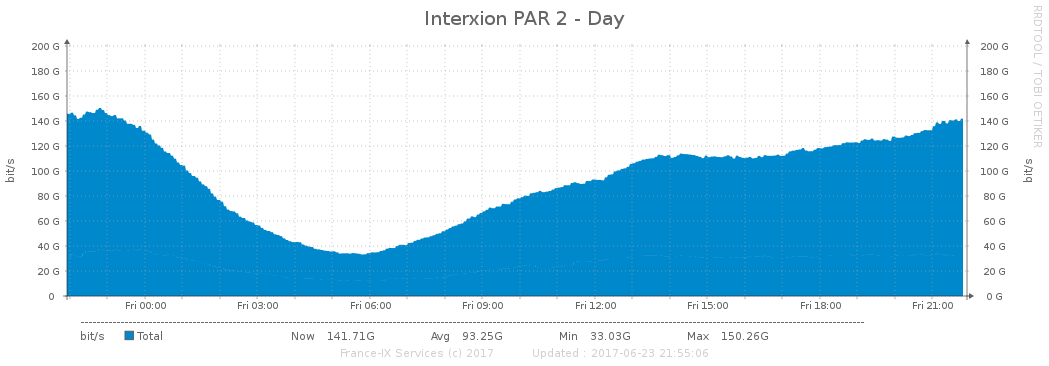 Interxion PAR 2 - Day
RRDTOOL / TOBI OETIKER
bit/s
200 G
180 G
160 G
140 G
120 G
100 G
80 G
60 G
40 G
20 G
0
200 G
180 G
160 G
140 G
120 G
100 G
80 G
60 G
40 G
20 G
0 G
bit/s
Fri 00:00 Fri 03:00 Fri 06:00 Fri 09:00 Fri 12:00 Fri 15:00 Fri 18:00 Fri 21:00
bit/s Total Now 141.71G Avg 93.25G Min 33.03G Max 150.26G
France-IX Services (c) 2017 Updated : 2017-06-23 21:55:06